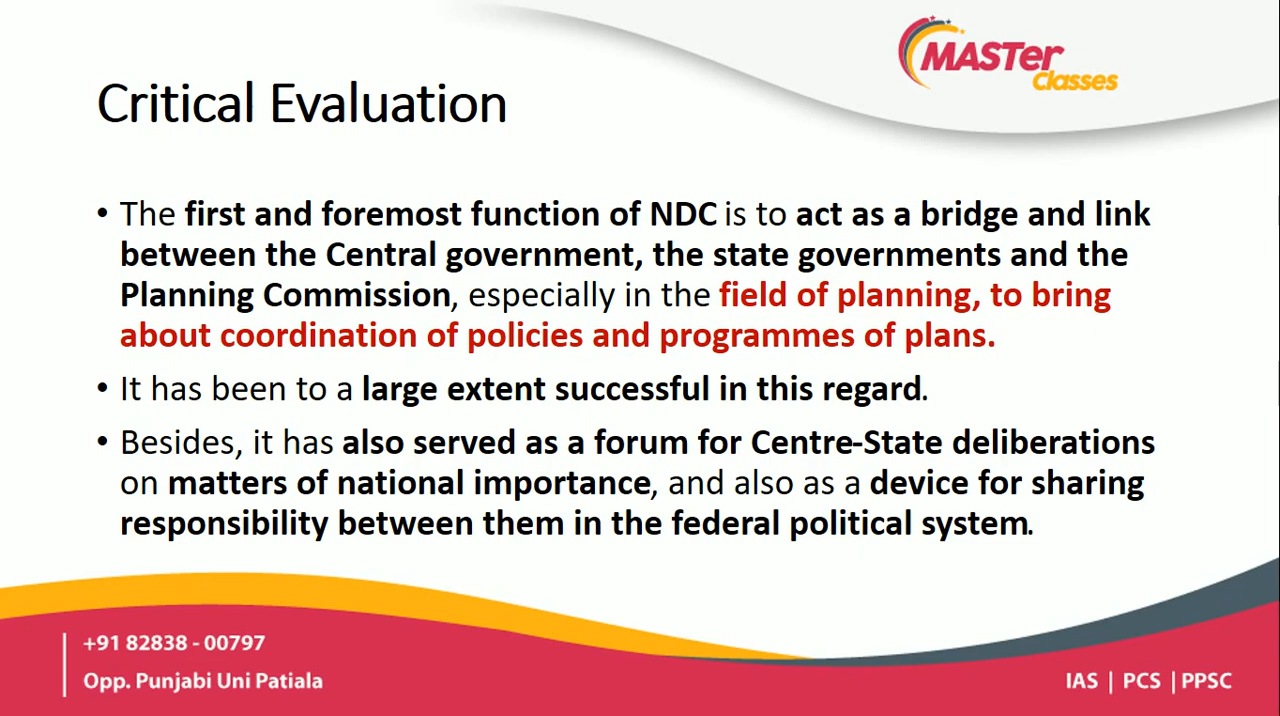 MASTer
Classes
Critical Evaluation
• The first and foremost function of NDC is to act as a bridge and link
between the Central government, the state governments and the
Planning Commission, especially in the field of planning, to bring
about coordination of policies and programmes of plans.
• It has been to a large extent successful in this regard.
• Besides, it has also served as a forum for Centre-State deliberations
on matters of national importance, and also as a device for sharing
responsibility between them in the federal political system.
+91 82838 - 00797
Opp. Punjabi Uni Patiala
IAS | PCS | PPSC